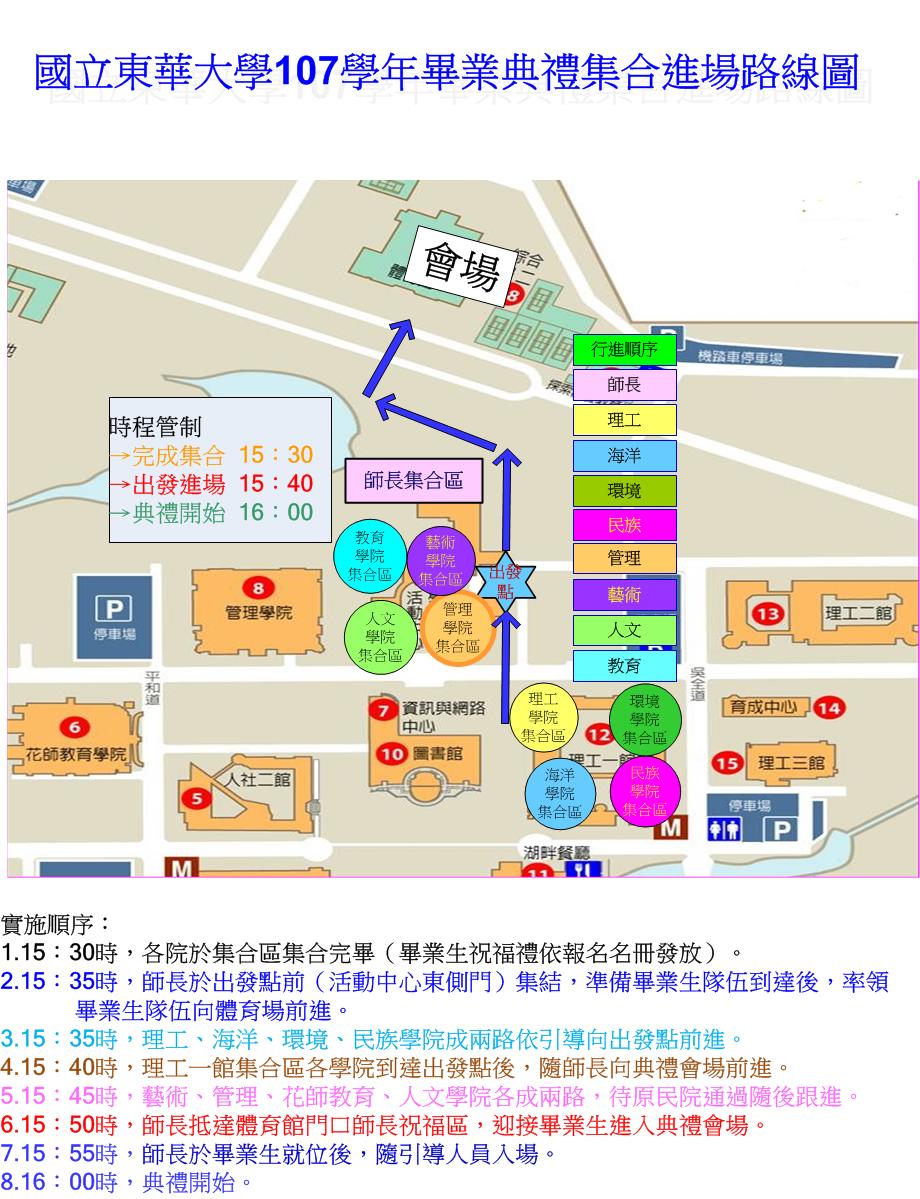 國立東華大學107學年畢業典禮集合進場路線圖
停車場
會場
體
綜合
二
8
機踏車停車場
探索
地
行進順序
師長
理工
海洋
環境
民族
管理
藝術
人文
教育
時程管制
→完成集合 15：30
→出發進場 15：40
→典禮開始 16：00
師長集合區
教育
學院
集合區
藝術
學院
集合區
出發
點
人文
學院
集合區
管理
學院
集合區
活
動
P
停車場
8
管理學院
13
理工二館
平和道
吳全道
6
花師教育學院
7 資訊與網路
中心
10 圖書館
5
人社二館
理工
學院
集合區
環境
學院
集合區
12
理工一館
海洋
學院
集合區
民族
學院
集合區
育成中心 14
15 理工三館
停車場
P
M
M
湖畔餐廳
11
實施順序：
1.15：30時，各院於集合區集合完畢（畢業生祝福禮依報名名冊發放）。
2.15：35時，師長於出發點前（活動中心東側門）集結，準備畢業生隊伍到達後，率領
畢業生隊伍向體育場前進。
3.15：35時，理工、海洋、環境、民族學院成兩路依引導向出發點前進。
4.15：40時，理工一館集合區各學院到達出發點後，隨師長向典禮會場前進。
5.15：45時，藝術、管理、花師教育、人文學院各成兩路，待原民院通過隨後跟進。
6.15：50時，師長抵達體育館門口師長祝福區，迎接畢業生進入典禮會場。
7.15：55時，師長於畢業生就位後，隨引導人員入場。
8.16：00時，典禮開始。